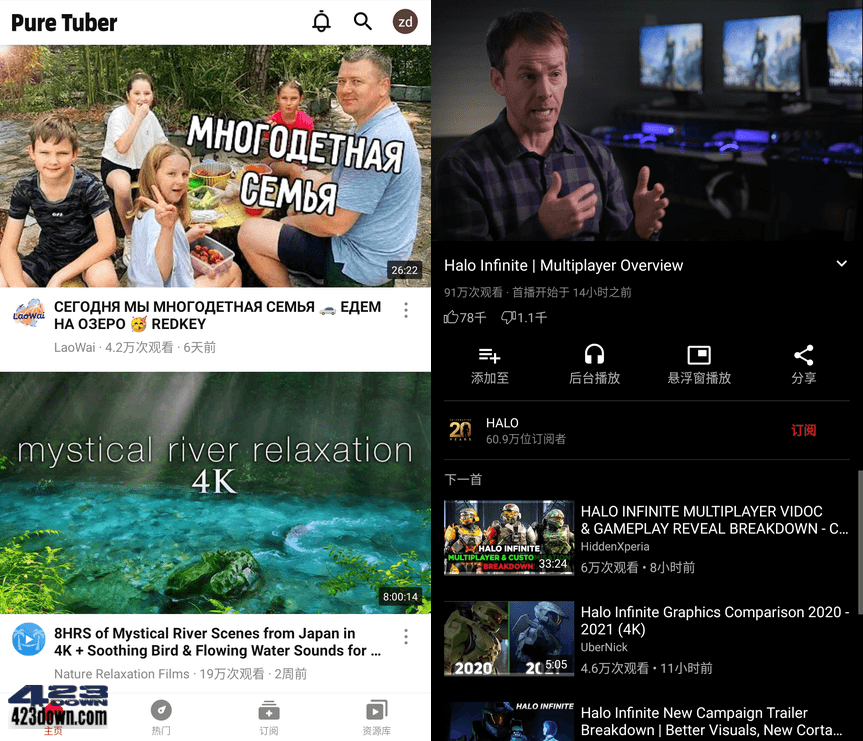 Pure Tuber
zd
МНОГОДЕТНАЯ
СЕМЬЯ
26:22
LaoWai
СЕГОДНЯ МЫ МНОГОДЕТНАЯ СЕМЬЯ 🚗 ЕДЕМ
НА ОЗЕРО 🥳 REDKEY
LaoWai · 4.2万次观看 · 6天前
mystical river relaxation
4K
8:00:14
8HRS of Mystical River Scenes from Japan in
4K + Soothing Bird & Flowing Water Sounds for ...
Nature Relaxation Films · 19万次观看 · 2周前
423
DOWN
423down.com
主页
热门
订阅
资源库
Halo Infinite | Multiplayer Overview
91万次观看 · 首播开始于 14小时之前
78千
1.1千
添加至
后台播放
悬浮窗播放
分享
20
YEARS
HALO
60.9万位订阅者
订阅
下一首
HALO INFINITE
MULTIPLAYER & CUSTO
BREAKDOWN!
33:24
HALO INFINITE MULTIPLAYER VIDOC
& GAMEPLAY REVEAL BREAKDOWN - C...
HiddenXperia
6万次观看 • 8小时前
2020
5:05
Halo Infinite Graphics Comparison 2020 -
2021 (4K)
UberNick
4.6万次观看 • 11小时前
HALO INFINITE
Halo Infinite New Campaign Trailer
Breakdown | Better Visuals, New Corta...